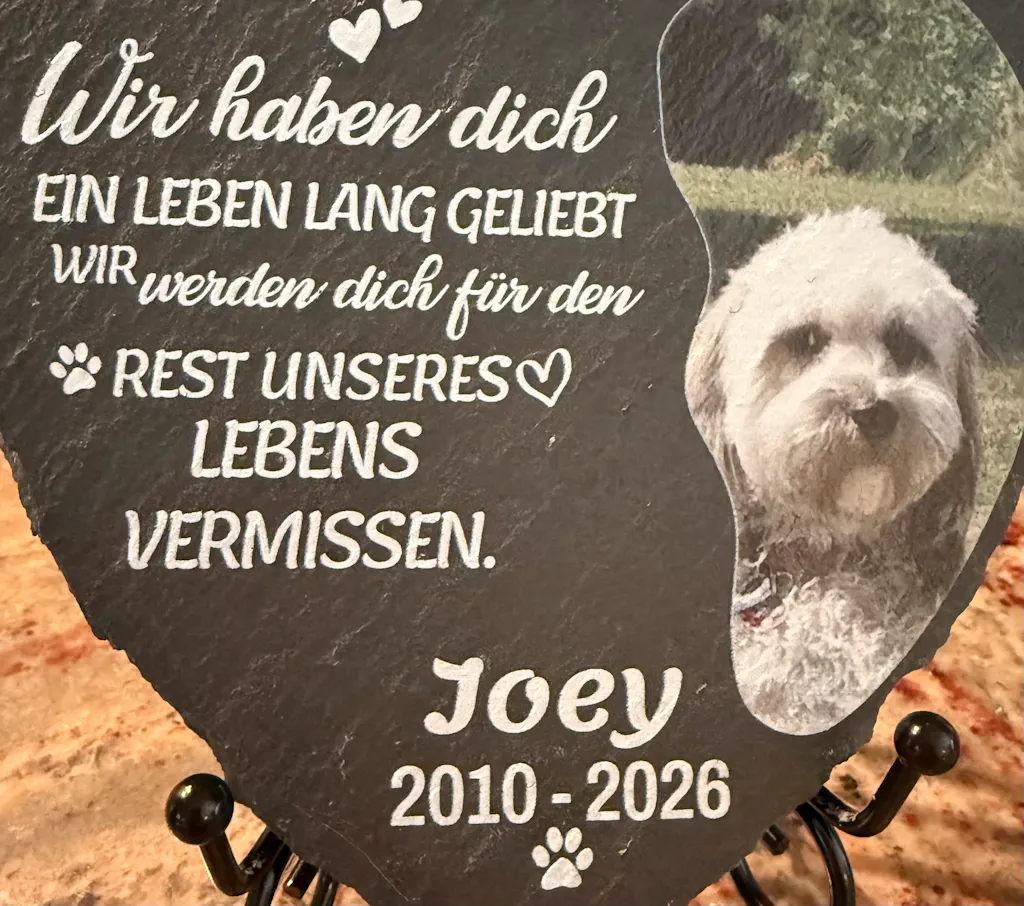 Wir haben dich
EIN LEBEN LANG GELIEBT
WIR werden dich für den
REST UNSERES
LEBENS
VERMISSEN.
Joey
2010 - 2026